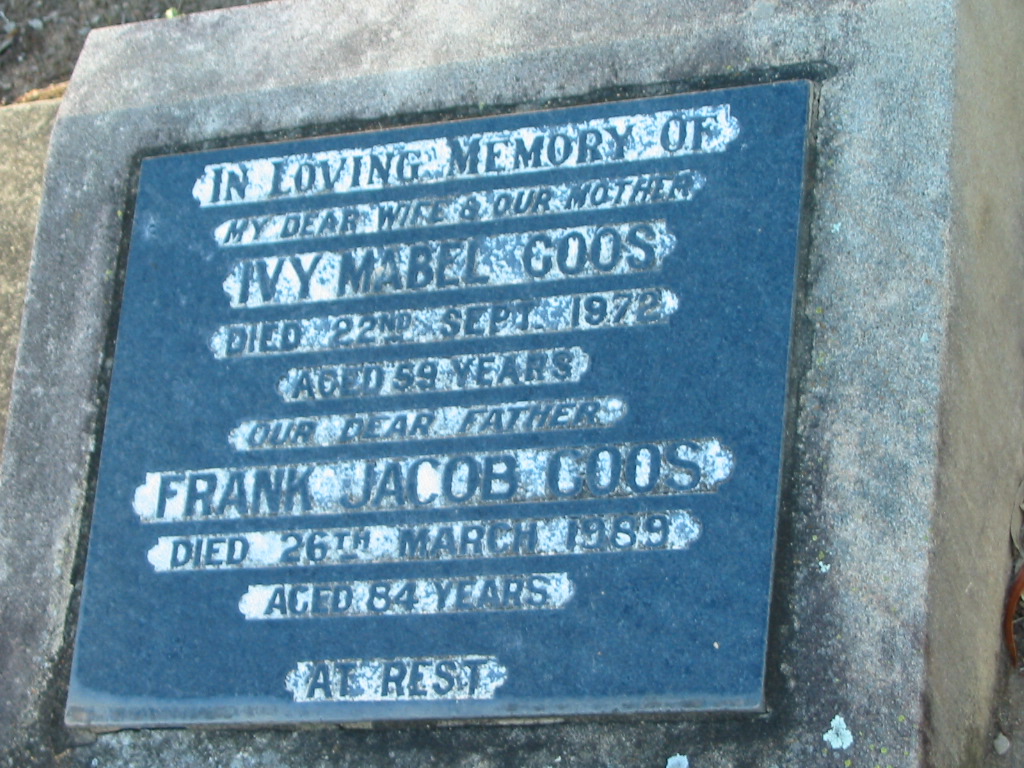 IN LOVING MEMORY OF
MY DEAR WIFE & OUR MOTHER
IVY MABEL GOOS
DIED 22ND SEPT. 1972
AGED 59 YEARS
OUR DEAR FATHER
FRANK JACOB GOOS
DIED 26TH MARCH 1989
AGED 84 YEARS
AT REST